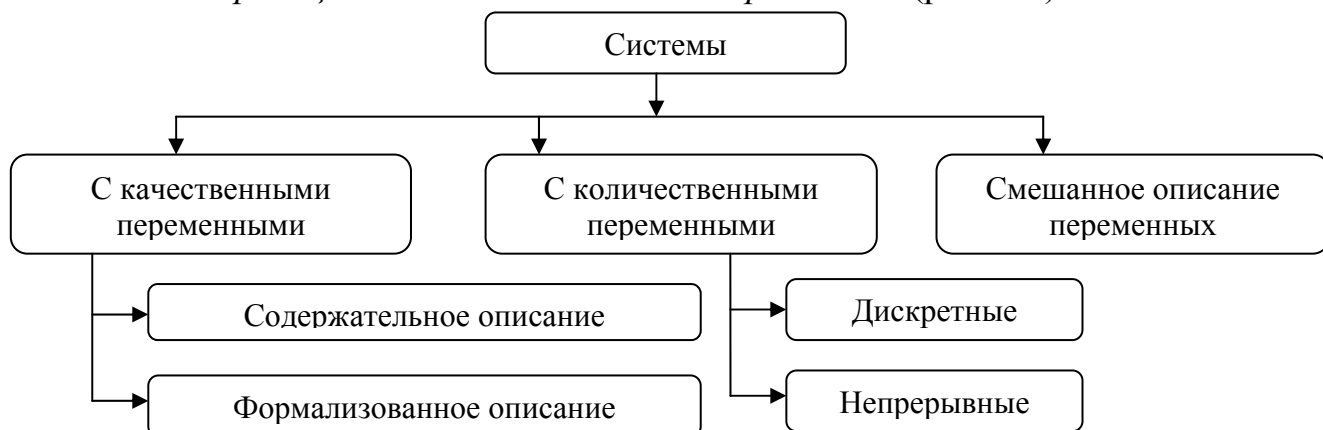 Системы
С качественными
переменными
С количественными
переменными
Смешанное описание
переменных
Содержательное описание
Дискретные
Формализованное описание
Непрерывные